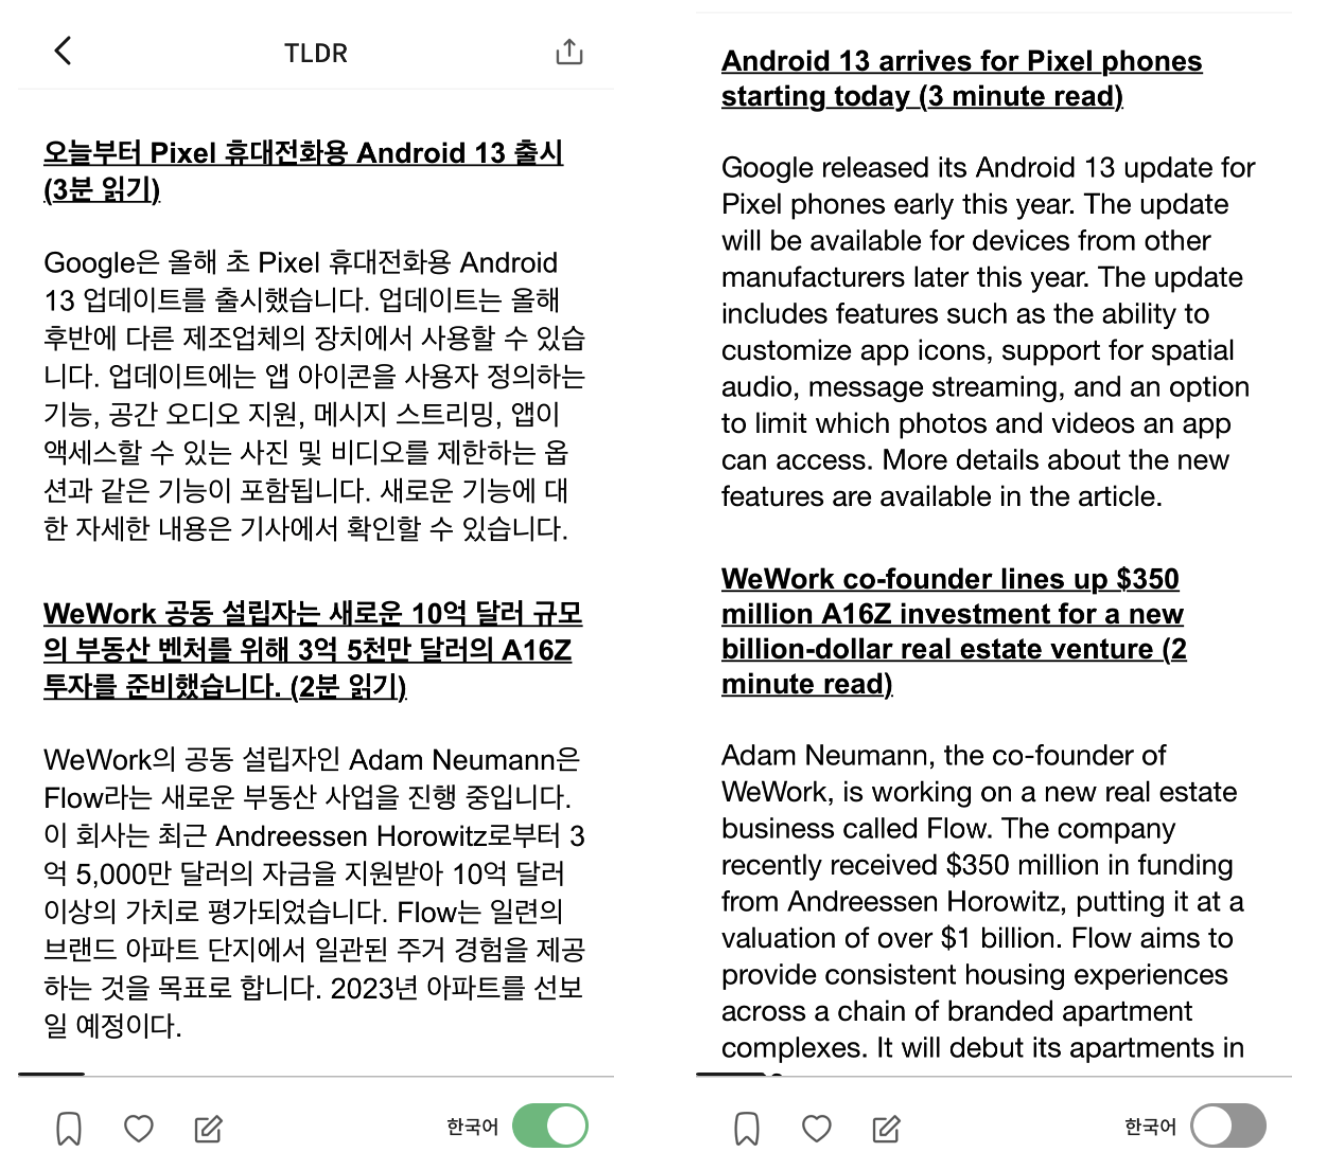 TLDR
오늘부터 Pixel 휴대전화용 Android 13 출시
(3분 읽기)
Google은 올해 초 Pixel 휴대전화용 Android
13 업데이트를 출시했습니다. 업데이트는 올해
후반에 다른 제조업체의 장치에서 사용할 수 있습
니다. 업데이트에는 앱 아이콘을 사용자 정의하는
기능, 공간 오디오 지원, 메시지 스트리밍, 앱이
액세스할 수 있는 사진 및 비디오를 제한하는 옵
션과 같은 기능이 포함됩니다. 새로운 기능에 대
한 자세한 내용은 기사에서 확인할 수 있습니다.
WeWork 공동 설립자는 새로운 10억 달러 규모
의 부동산 벤처를 위해 3억 5천만 달러의 A16Z
투자를 준비했습니다. (2분 읽기)
WeWork의 공동 설립자인 Adam Neumann은
Flow라는 새로운 부동산 사업을 진행 중입니다.
이 회사는 최근 Andreessen Horowitz로부터 3
억 5,000만 달러의 자금을 지원받아 10억 달러
이상의 가치로 평가되었습니다. Flow는 일련의
브랜드 아파트 단지에서 일관된 주거 경험을 제공
하는 것을 목표로 합니다. 2023년 아파트를 선보
일 예정이다.
한국어
Android 13 arrives for Pixel phones
starting today (3 minute read)
Google released its Android 13 update for
Pixel phones early this year. The update
will be available for devices from other
manufacturers later this year. The update
includes features such as the ability to
customize app icons, support for spatial
audio, message streaming, and an option
to limit which photos and videos an app
can access. More details about the new
features are available in the article.
WeWork co-founder lines up $350
million A16Z investment for a new
billion-dollar real estate venture (2
minute read)
Adam Neumann, the co-founder of
WeWork, is working on a new real estate
business called Flow. The company
recently received $350 million in funding
from Andreessen Horowitz, putting it at a
valuation of over $1 billion. Flow aims to
provide consistent housing experiences
across a chain of branded apartment
complexes. It will debut its apartments in
한국어